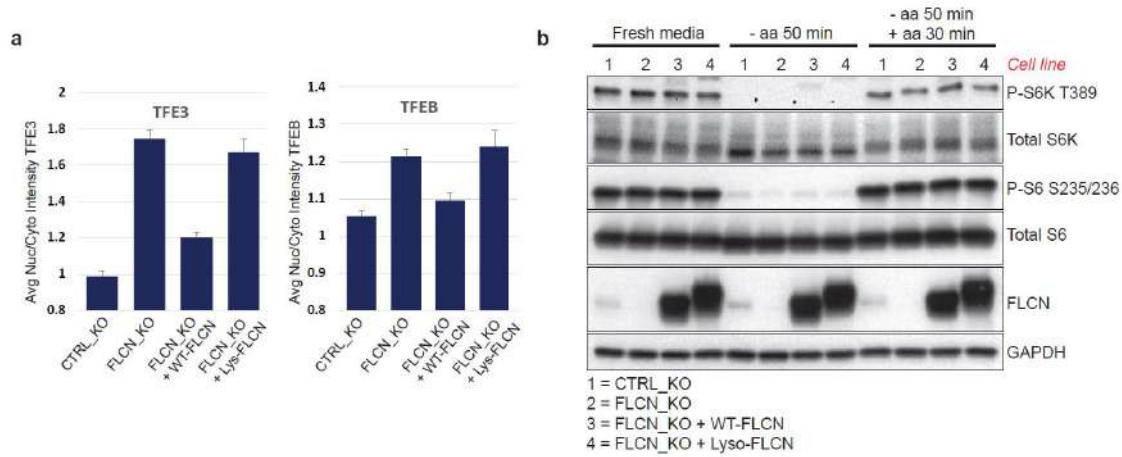 a
2
1.8
1.6
1.4
1.2
1
0.8
Avg Nuc/Cyto Intensity TFE3
TFE3
CTRL_KO
FLCN_KO
FLCN_KO
+ WT-FLCN
FLCN_KO
+ Lys-FLCN
1.4
1.3
1.2
1.1
1
0.9
0.8
Avg Nuc/Cyto Intensity TFEB
TFEB
CTRL_KO
FLCN_KO
FLCN_KO
+ WT-FLCN
FLCN_KO
+ Lys-FLCN
b
Fresh media
- aa 50 min
- aa 50 min
+ aa 30 min
1 2 3 4 1 2 3 4 1 2 3 4 Cell line
P-S6K T389
Total S6K
P-S6 S235/236
Total S6
FLCN
GAPDH
1 = CTRL_KO
2 = FLCN_KO
3 = FLCN_KO + WT-FLCN
4 = FLCN_KO + Lyso-FLCN